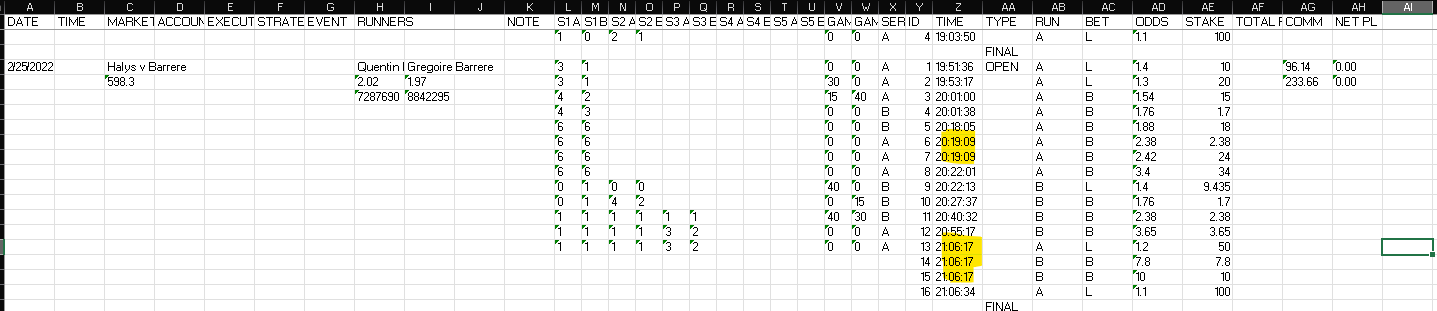 A B C D E F G H I J K L M N O P Q R S T U V W X Y Z AA AB AC AD AE AF AG AH AI
DATE TIME MARKET ACCOUN EXECUT STRATE EVENT RUNNERS NOTE S1 A S1 B S2 A S2 E S3 A S3 E S4 A S4 E S5 A S5 E GAM GAM SER ID TIME TYPE RUN BET ODDS STAKE TOTAL F COMM NET PL
1 0 2 1 0 0 A 4 19:03:50 A L 1.1 100
FINAL
2/25/2022 Halys v Barrere Quentin Gregoire Barrere 3 1 0 0 A 1 19:51:36 OPEN A L 1.4 10 96.14 0.00
598.3 2.02 1.97 3 1 30 0 A 2 19:53:17 A L 1.3 20 233.66 0.00
7287690 8842295 4 2 15 40 A 3 20:01:00 A B 1.54 15
4 3 0 0 B 4 20:01:38 A B 1.76 1.7
6 6 0 0 B 5 20:18:05 A B 1.88 18
6 6 0 0 A 6 20:19:09 A B 2.38 2.38
6 6 0 0 A 7 20:19:09 A B 2.42 24
6 6 0 0 A 8 20:22:01 A B 3.4 34
0 1 0 0 40 0 B 9 20:22:13 B L 1.4 9.435
0 1 4 2 0 15 B 10 20:27:37 B B 1.76 1.7
1 1 1 1 1 1 40 30 B 11 20:40:32 B B 2.38 2.38
1 1 1 1 3 2 0 0 A 12 20:55:17 B B 3.65 3.65
1 1 1 1 3 2 0 0 A 13 21:06:17 A L 1.2 50
14 21:06:17 B B 7.8 7.8
15 21:06:17 B B 10 10
16 21:06:34 A L 1.1 100
FINAL